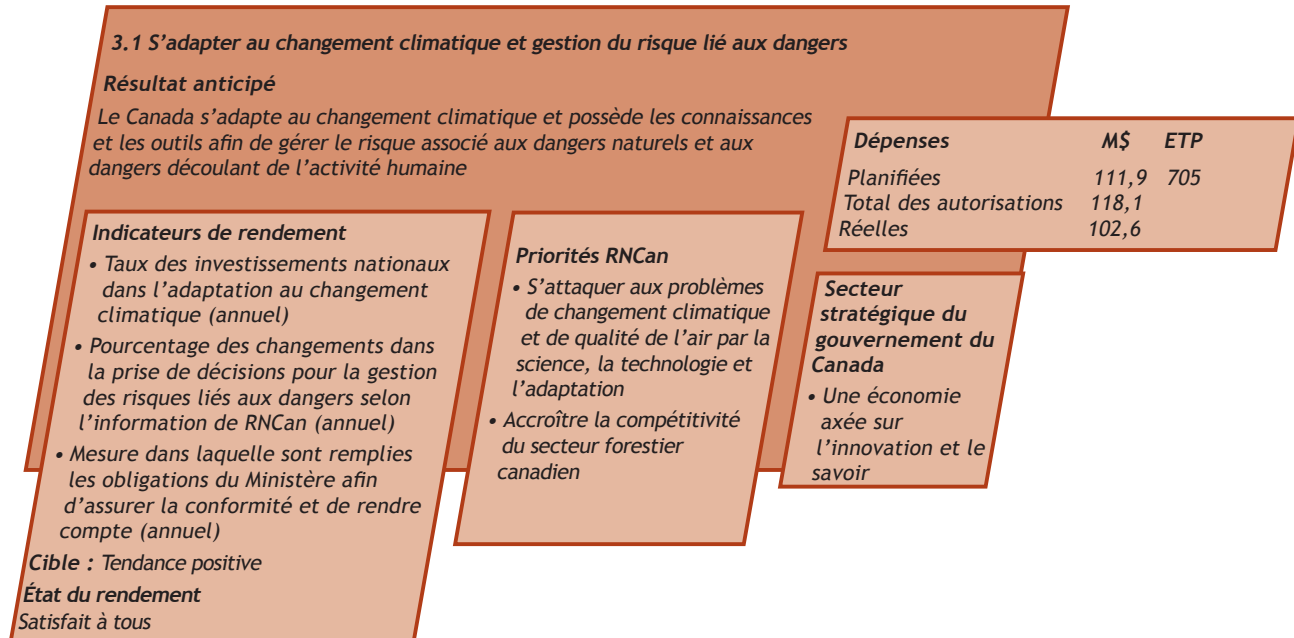 3.1 S’adapter au changement climatique et gestion du risque lié aux dangers
Résultat anticipé
Le Canada s’adapte au changement climatique et possède les connaissances
et les outils afin de gérer le risque associé aux dangers naturels et aux
dangers découlant de l’activité humaine
Dépenses M$ ETP
Planifiées 111,9 705
Total des autorisations 118,1
Réelles 102,6
Indicateurs de rendement
• Taux des investissements nationaux
dans l’adaptation au changement
climatique (annuel)
• Pourcentage des changements dans
la prise de décisions pour la gestion
des risques liés aux dangers selon
l’information de RNCan (annuel)
• Mesure dans laquelle sont remplies
les obligations du Ministère afin
d’assurer la conformité et de rendre
compte (annuel)
Cible : Tendance positive
État du rendement
Satisfait à tous
Priorités RNCan
• S’attaquer aux problèmes
de changement climatique
et de qualité de l’air par la
science, la technologie et
l’adaptation
• Accroître la compétitivité
du secteur forestier
canadien
Secteur
stratégique du
gouvernement du
Canada
• Une économie
axée sur
l’innovation et le
savoir